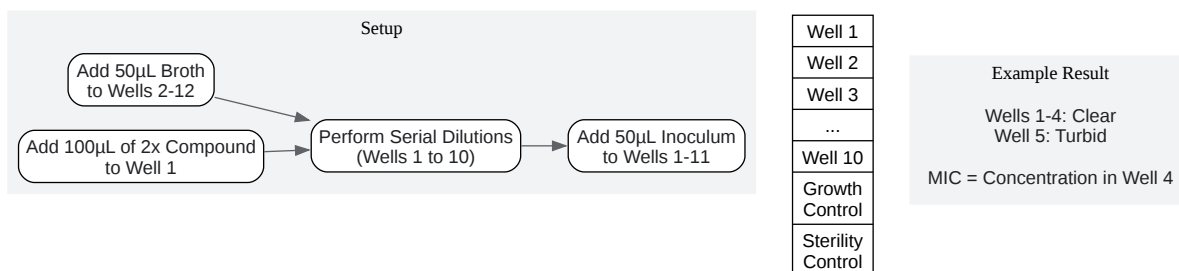 Setup
Add 50µL Broth
to Wells 2-12
Add 100µL of 2x Compound
to Well 1
Perform Serial Dilutions
(Wells 1 to 10)
Add 50µL Inoculum
to Wells 1-11
Well 1
Well 2
Well 3
...
Well 10
Growth
Control
Sterility
Control
Example Result
Wells 1-4: Clear
Well 5: Turbid
MIC = Concentration in Well 4